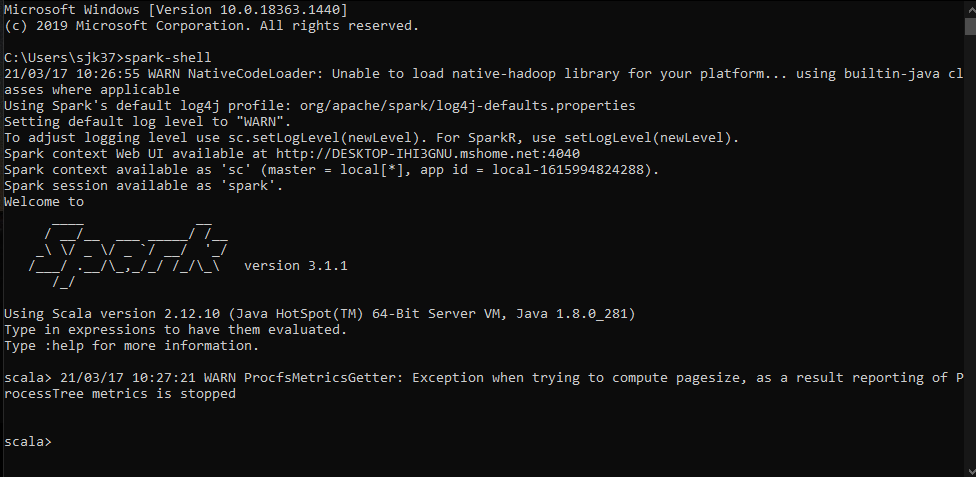 Microsoft Windows [Version 10.0.18363.1440]
(c) 2019 Microsoft Corporation. All rights reserved.
C:\Users\sjk37>spark-shell
21/03/17 10:26:55 WARN NativeCodeLoader: Unable to load native-hadoop library for your platform... using builtin-java cl
asses where applicable
Using Spark's default log4j profile: org/apache/spark/log4j-defaults.properties
Setting default log level to "WARN".
To adjust logging level use sc.setLogLevel(newLevel). For SparkR, use setLogLevel(newLevel).
Spark context Web UI available at http://DESKTOP-IHI3GNU.mshome.net:4040
Spark context available as 'sc' (master = local[*], app id = local-1615994824288).
Spark session available as 'spark'.
Welcome to
      ____              __
     / __/__  ___ _____/ /__
    _\ \/ _ \/ _ `/ __/  '_/
   /___/ .__/\_,_/_/ /_/\_\   version 3.1.1
      /_/
Using Scala version 2.12.10 (Java HotSpot(TM) 64-Bit Server VM, Java 1.8.0_281)
Type in expressions to have them evaluated.
Type :help for more information.
scala> 21/03/17 10:27:21 WARN ProcfsMetricsGetter: Exception when trying to compute pagesize, as a result reporting of P
rocessTree metrics is stopped
scala>